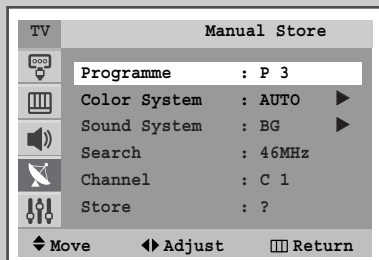 TV Manual Store
Programme : P 3
Color System : AUTO ▶
Sound System : BG ▶
Search : 46MHz
Channel : C 1
Store : ?
Move Adjust Return